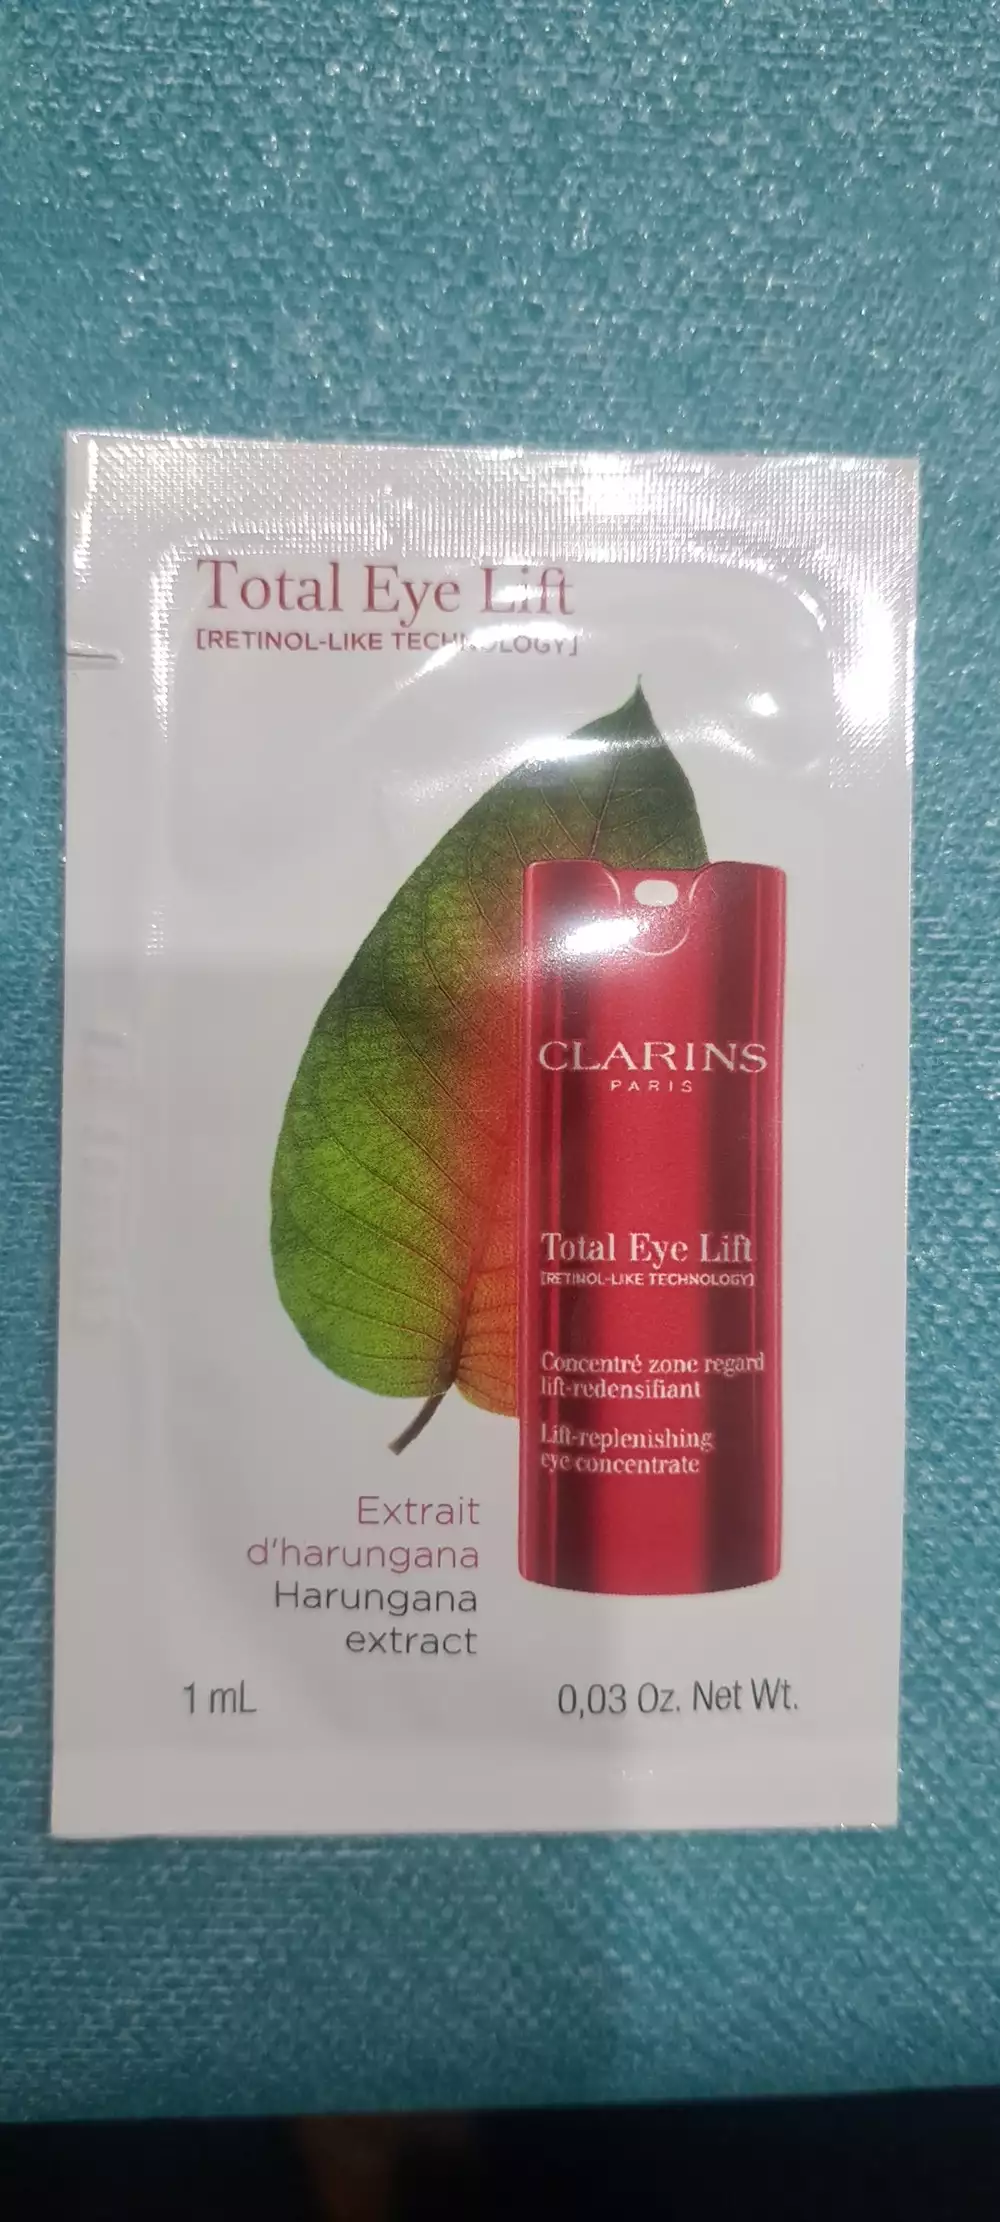 Total Eye Lift
[RETINOL-LIKE TECHNOLOGY]
CLARINS
PARIS
Total Eye Lift
[RETINOL-LIKE TECHNOLOGY]
Concentré zone regard
lift-redensifiant
Lift-replenishing
eye concentrate
Extrait
d'harungana
Harungana
extract
1 mL
0,03 Oz. Net Wt.